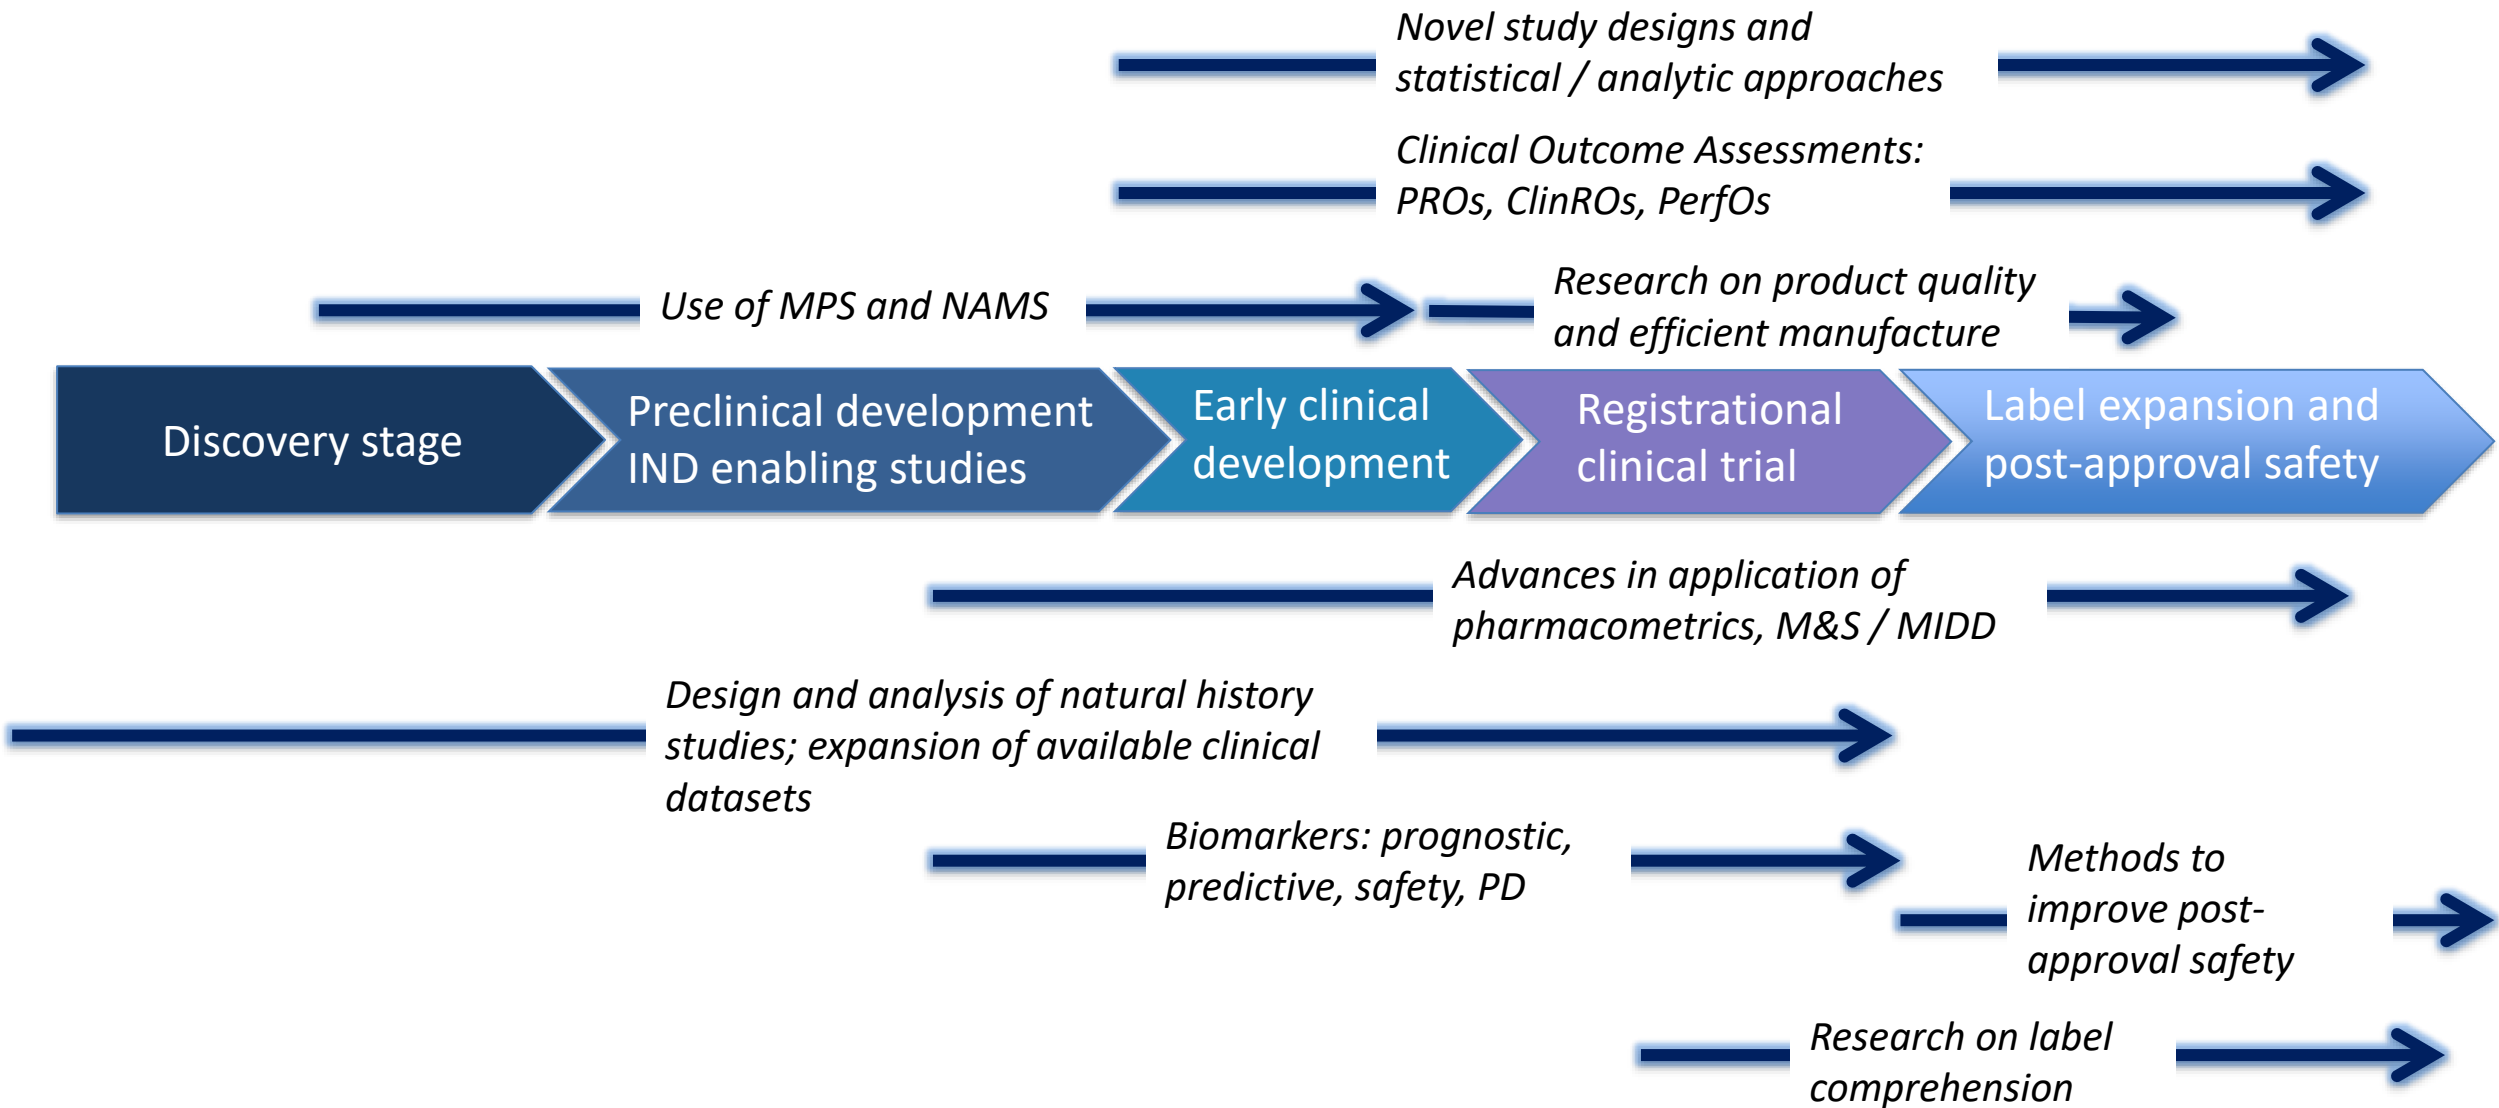 Novel study designs and
statistical / analytic approaches
Clinical Outcome Assessments:
PROs, ClinROs, PerfOs
Use of MPS and NAMS
Research on product quality
and efficient manufacture
Discovery stage
Preclinical development
IND enabling studies
Early clinical
development
Registrational
clinical trial
Label expansion and
post-approval safety
Advances in application of
pharmacometrics, M&S / MIDD
Design and analysis of natural history
studies; expansion of available clinical
datasets
Biomarkers: prognostic,
predictive, safety, PD
Methods to
improve post-
approval safety
Research on label
comprehension